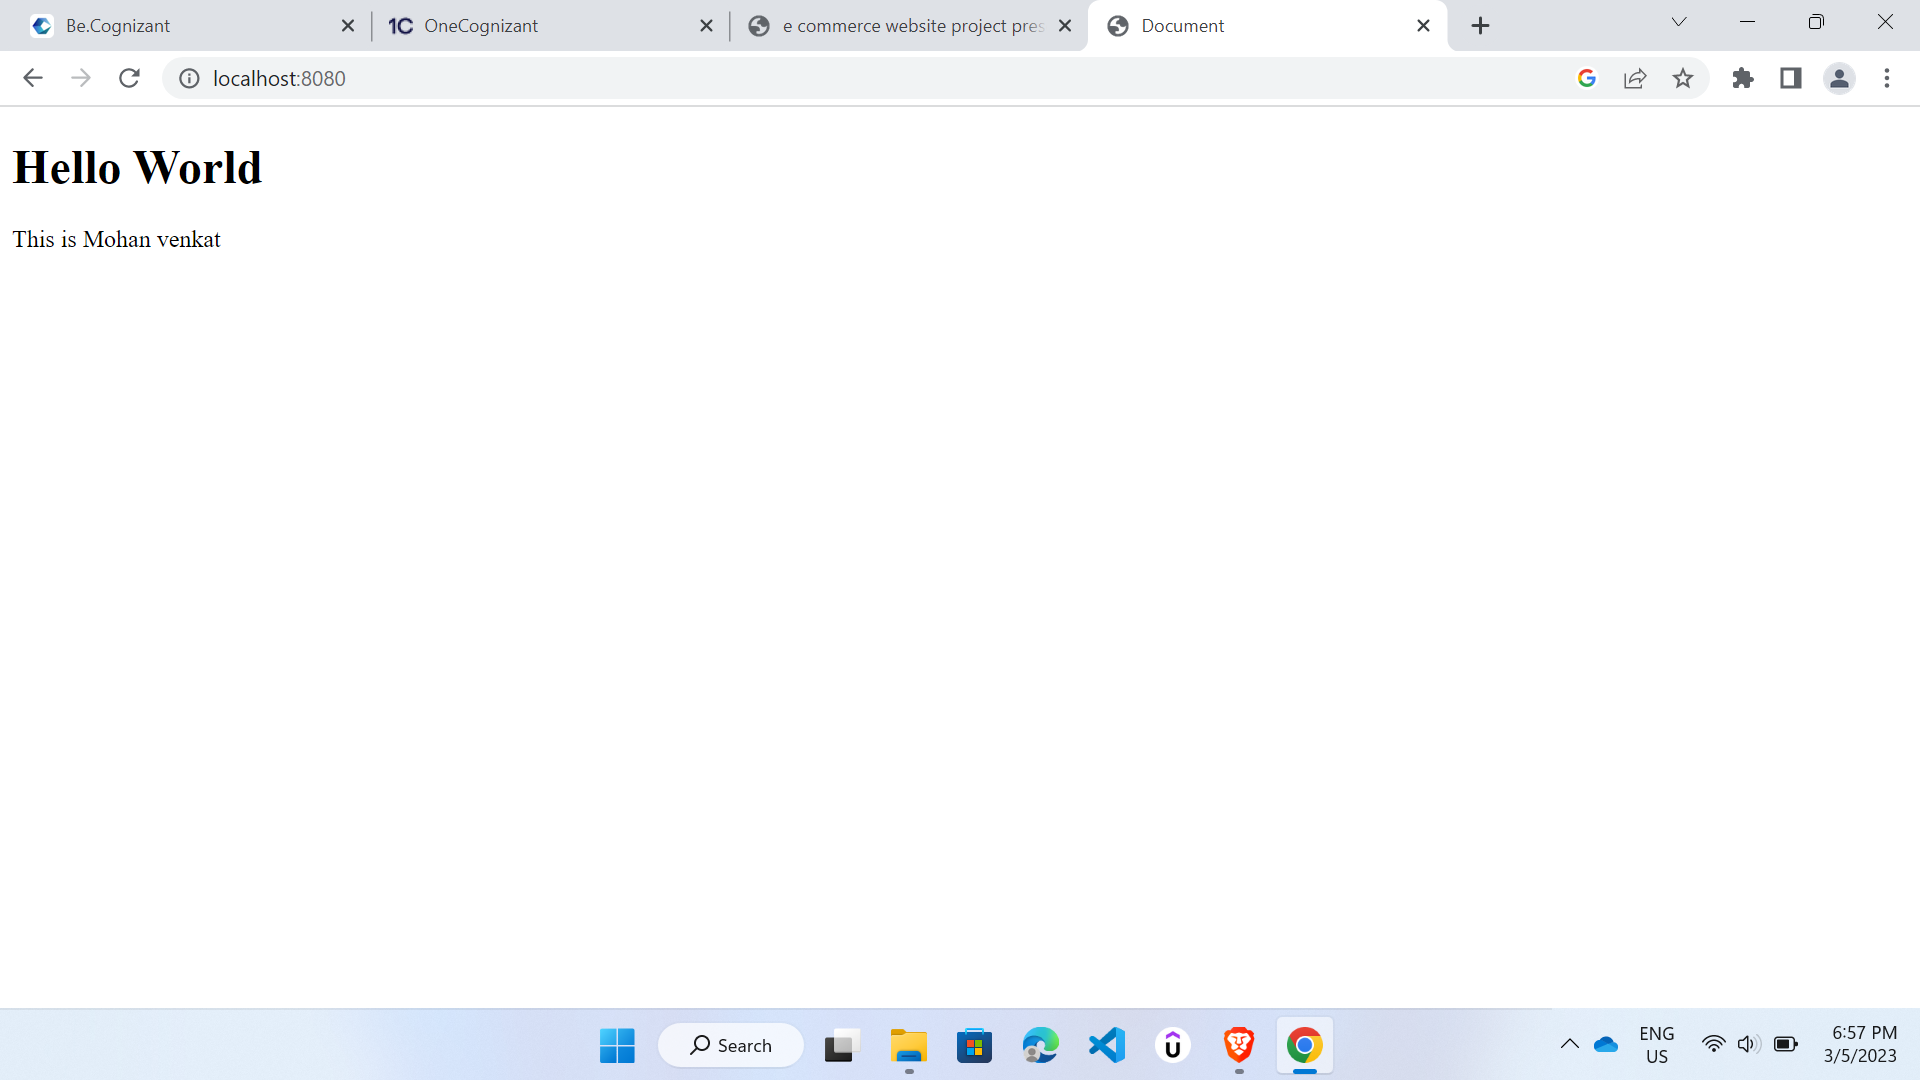 Be.Cognizant
1C OneCognizant
e commerce website project pres
Document
localhost:8080
Hello World
This is Mohan venkat
Search
ENG
US
6:57 PM
3/5/2023